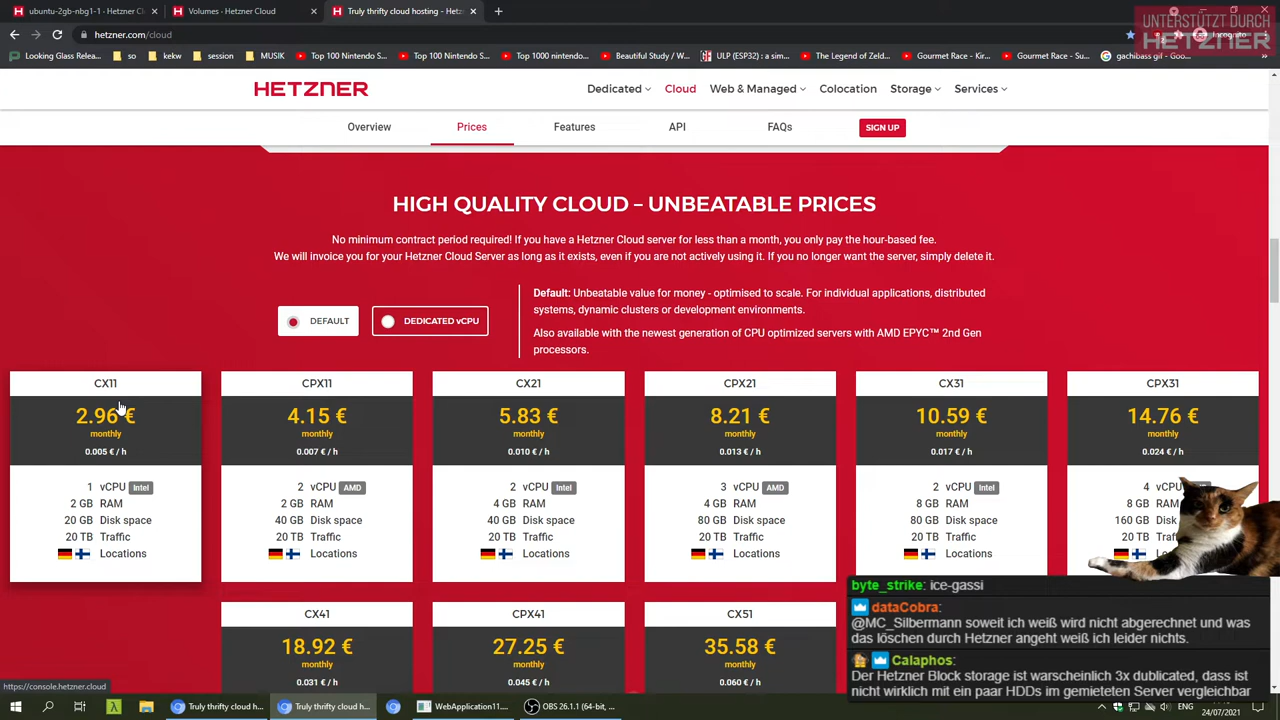 ubuntu-2gb-nbg1-1 - Hetzner Cl
Volumes - Hetzner Cloud
Truly thrifty cloud hosting - Hetz
UNTERSTÜTZT DURCH
HETZNER
hetzner.com/cloud
Incognito
Looking Glass Relea...
so
kekw
session
MUSIK
Top 100 Nintendo S...
Top 100 Nintendo S...
Top 1000 nintendo...
Beautiful Study / W...
ULP (ESP32) : a sim...
The Legend of Zeld...
Gourmet Race - Kir...
Gourmet Race - Su...
gachibass gif - Goo...
HETZNER
Dedicated
Cloud
Web & Managed
Colocation
Storage
Services
Overview
Prices
Features
API
FAQs
SIGN UP
HIGH QUALITY CLOUD – UNBEATABLE PRICES
No minimum contract period required! If you have a Hetzner Cloud server for less than a month, you only pay the hour-based fee.
We will invoice you for your Hetzner Cloud Server as long as it exists, even if you are not actively using it. If you no longer want the server, simply delete it.
DEFAULT
DEDICATED vCPU
Default: Unbeatable value for money - optimised to scale. For individual applications, distributed
systems, dynamic clusters or development environments.
Also available with the newest generation of CPU optimized servers with AMD EPYC™ 2nd Gen
processors.
CX11
2.96 €
monthly
0.005 € / h
1 vCPU Intel
2 GB RAM
20 GB Disk space
20 TB Traffic
Locations
CPX11
4.15 €
monthly
0.007 € / h
2 vCPU AMD
2 GB RAM
40 GB Disk space
20 TB Traffic
Locations
CX21
5.83 €
monthly
0.010 € / h
2 vCPU Intel
4 GB RAM
40 GB Disk space
20 TB Traffic
Locations
CPX21
8.21 €
monthly
0.013 € / h
3 vCPU AMD
4 GB RAM
80 GB Disk space
20 TB Traffic
Locations
CX31
10.59 €
monthly
0.017 € / h
2 vCPU Intel
8 GB RAM
80 GB Disk space
20 TB Traffic
Locations
CPX31
14.76 €
monthly
0.024 € / h
4 vCPU
8 GB RAM
160 GB Disk
20 TB
CX41
18.92 €
monthly
0.031 € / h
CPX41
27.25 €
monthly
0.045 € / h
CX51
35.58 €
monthly
0.060 € / h
byte_strike: ice-gassi
dataCobra:
@MC_Silbermann soweit ich weiß wird nicht abgerechnet und was
das löschen durch Hetzner angeht weiß ich leider nichts.
Calaphos:
Der Hetzner Block storage ist warscheinlich 3x dublicated, dass ist
nicht wirklich mit ein paar HDDs im gemieteten Server vergleichbar
https://console.hetzner.cloud
Truly thrifty cloud h...
Truly thrifty cloud h...
WebApplication11...
OBS 26.1.1 (64-bit, ...
24/07/2021